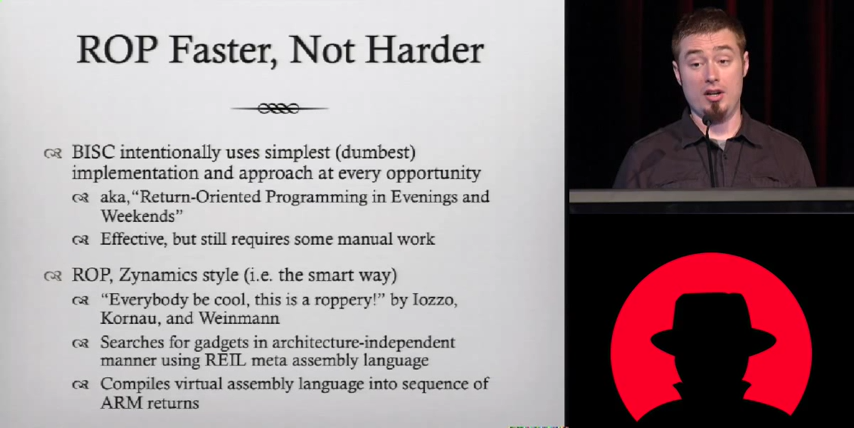 ROP Faster, Not Harder
BISC intentionally uses simplest (dumbest)
implementation and approach at every opportunity
aka,“Return-Oriented Programming in Evenings and
Weekends”
Effective, but still requires some manual work
ROP, Zynamics style (i.e. the smart way)
“Everybody be cool, this is a roppery!” by Iozzo,
Kornau, and Weinmann
Searches for gadgets in architecture-independent
manner using REIL meta assembly language
Compiles virtual assembly language into sequence of
ARM returns